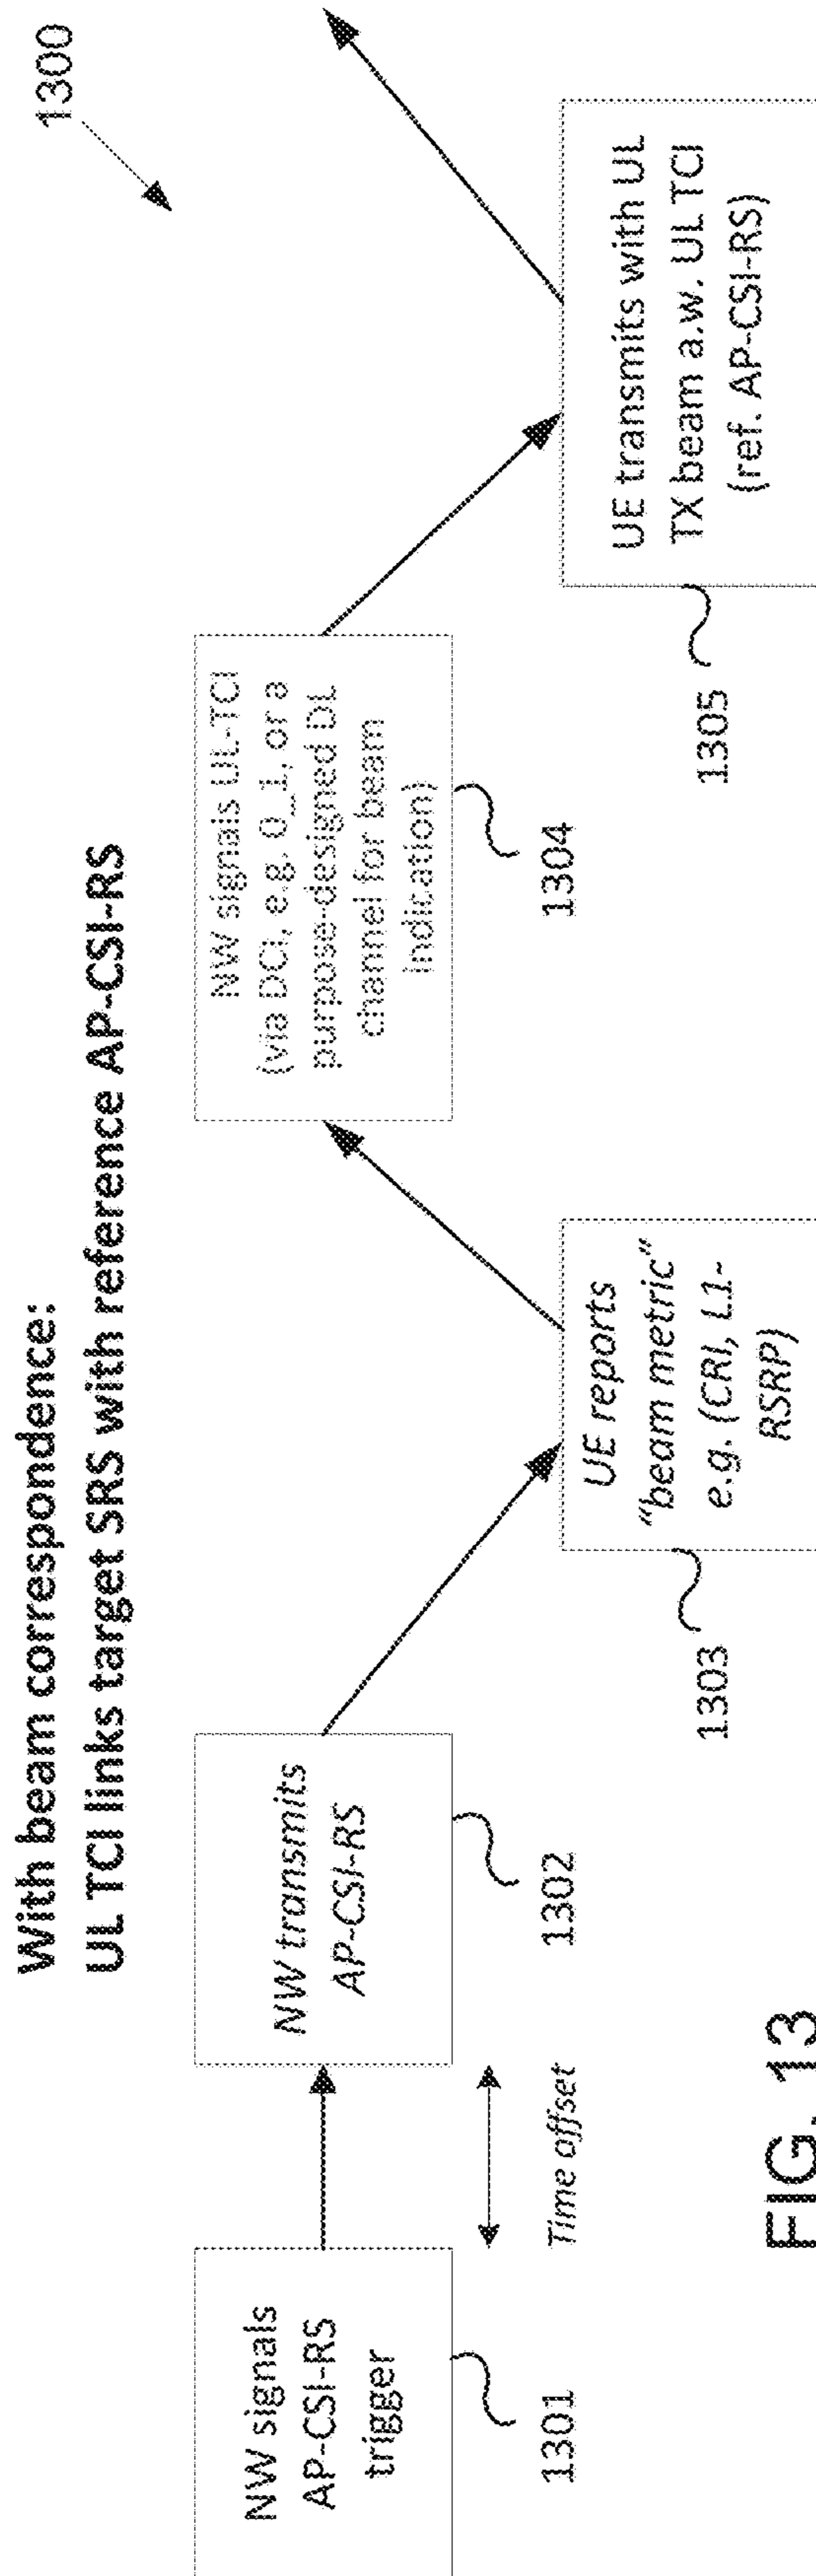 1300
With beam correspondence:
UL TCI links target SRS with reference AP-CSI-RS
NW signals
AP-CSI-RS
trigger
1301
Time offset
NW transmits
AP-CSI-RS
1302
UE reports
“beam metric”
e.g. (CRI, L1-
RSRP)
1303
NW signals UL-TCI
(via DCI, e.g. 0_1, or a
purpose-designed DL
channel for beam
indication)
1304
UE transmits with UL
TX beam a.w. UL TCI
(ref. AP-CSI-RS)
1305
FIG. 13